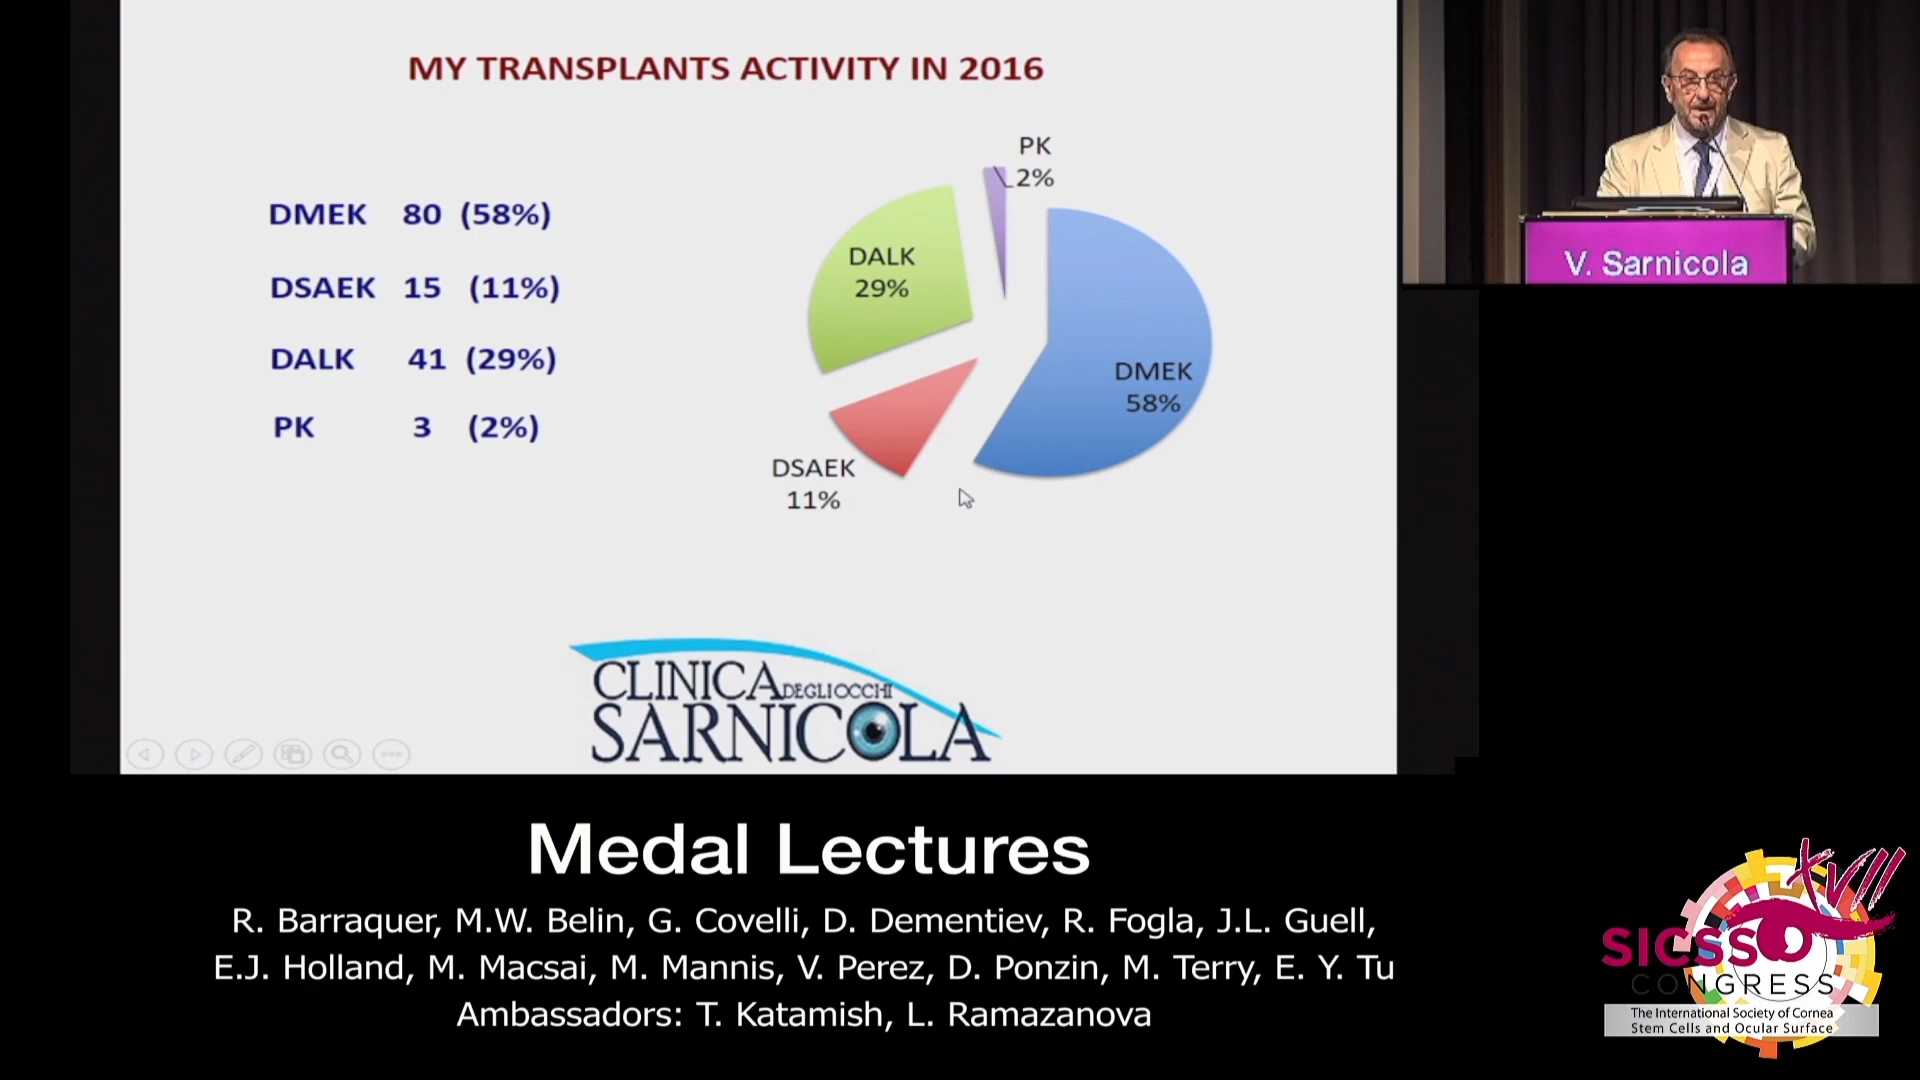 MY TRANSPLANTS ACTIVITY IN 2016
DMEK 80 (58%)
DSAEK 15 (11%)
DALK 41 (29%)
PK 3 (2%)
PK
2%
DALK
29%
DMEK
58%
DSAEK
11%
CLINICA DEGLI OCCHI
SARNICOLA
V. Sarnicola
Medal Lectures
R. Barraquer, M.W. Belin, G. Covelli, D. Dementiev, R. Fogla, J.L. Guell,
E.J. Holland, M. Macsai, M. Mannis, V. Perez, D. Ponzin, M. Terry, E. Y. Tu
Ambassadors: T. Katamish, L. Ramazanova
XVII
SICSSO
CONGRESS
The International Society of Cornea
Stem Cells and Ocular Surface